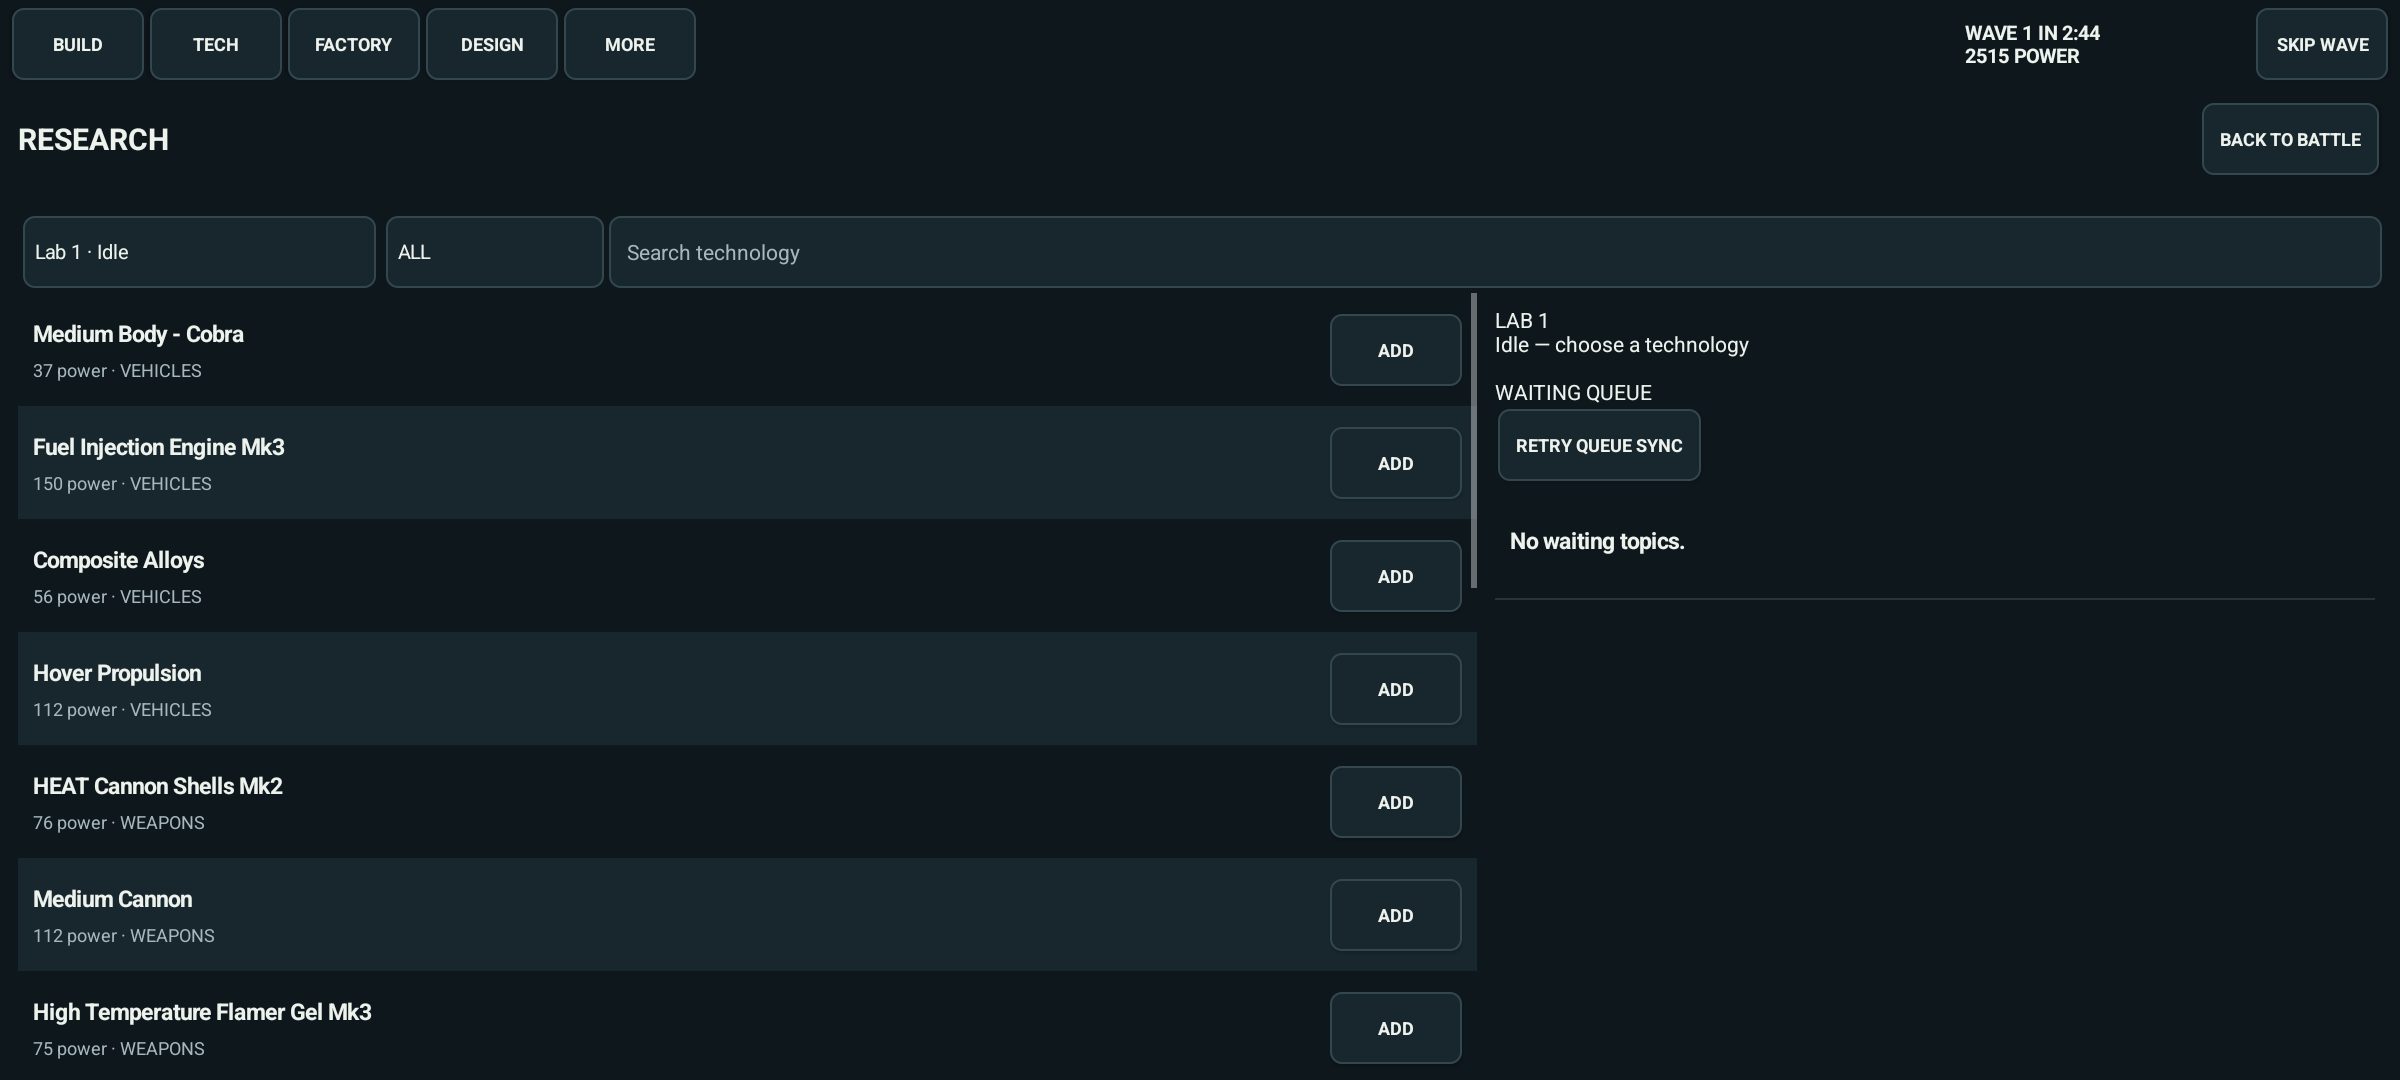 BUILD
TECH
FACTORY
DESIGN
MORE
WAVE 1 IN 2:44
2515 POWER
SKIP WAVE
RESEARCH
BACK TO BATTLE
Lab 1 · Idle
ALL
Search technology
Medium Body - Cobra
37 power · VEHICLES
ADD
Fuel Injection Engine Mk3
150 power · VEHICLES
ADD
Composite Alloys
56 power · VEHICLES
ADD
Hover Propulsion
112 power · VEHICLES
ADD
HEAT Cannon Shells Mk2
76 power · WEAPONS
ADD
Medium Cannon
112 power · WEAPONS
ADD
High Temperature Flamer Gel Mk3
75 power · WEAPONS
ADD
LAB 1
Idle — choose a technology
WAITING QUEUE
RETRY QUEUE SYNC
No waiting topics.